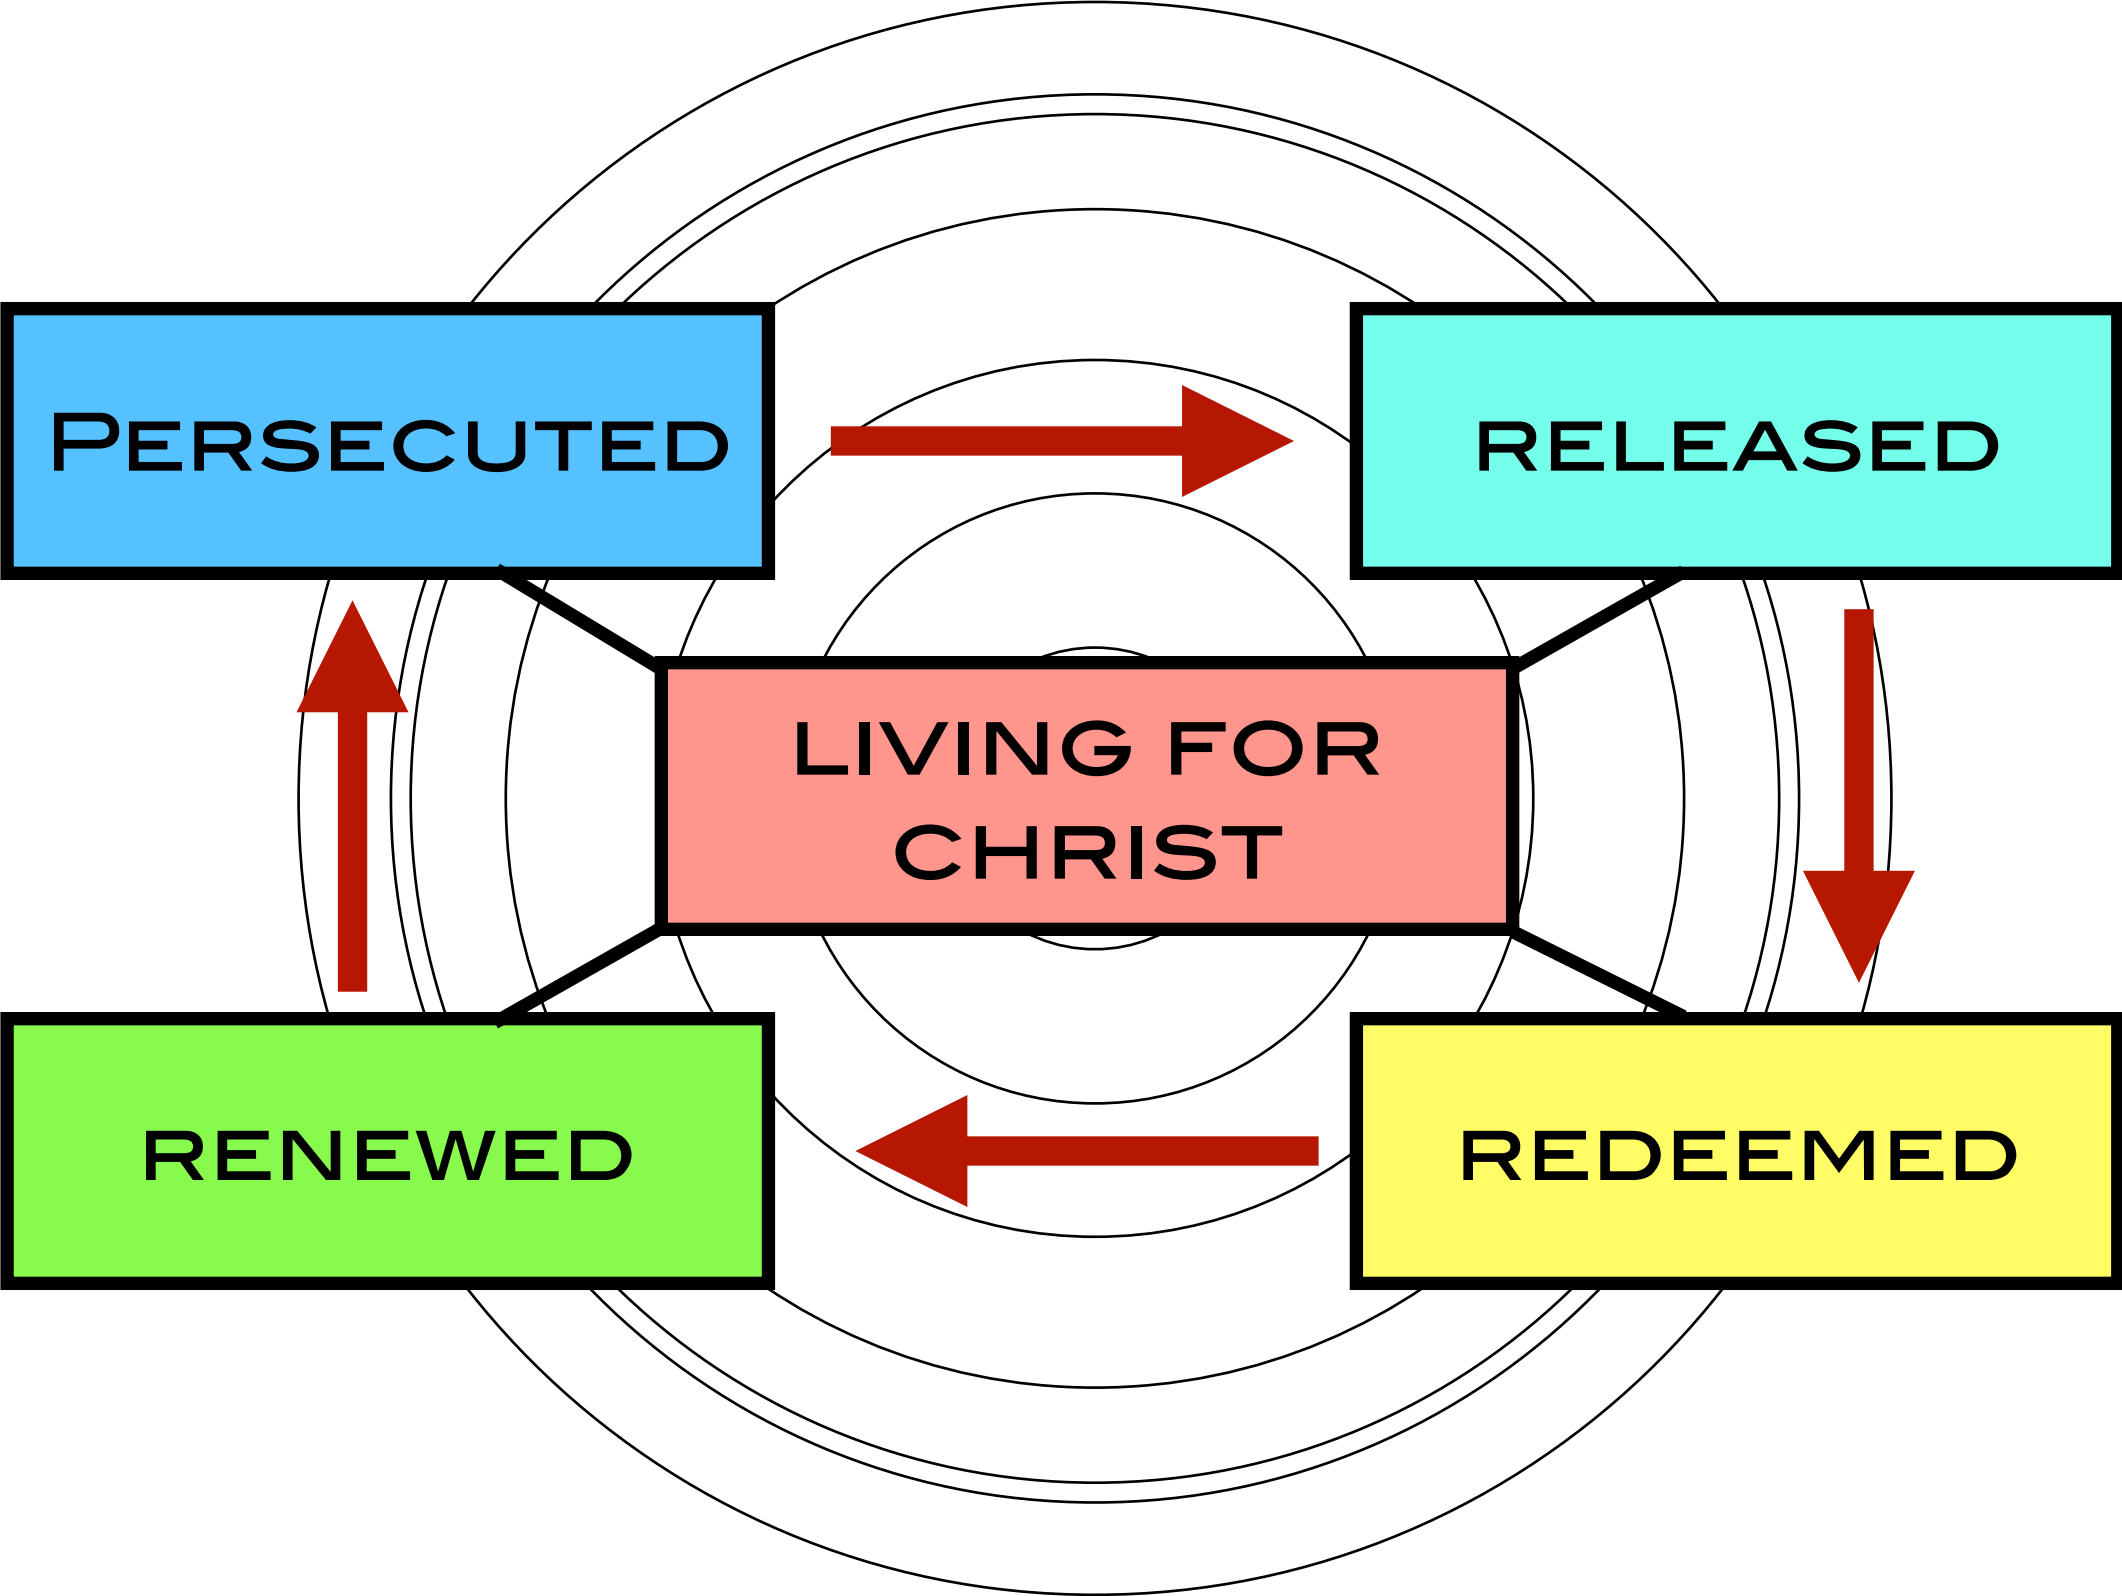 Persecuted
released
LIVING FOR
CHRIST
renewed
redeemed